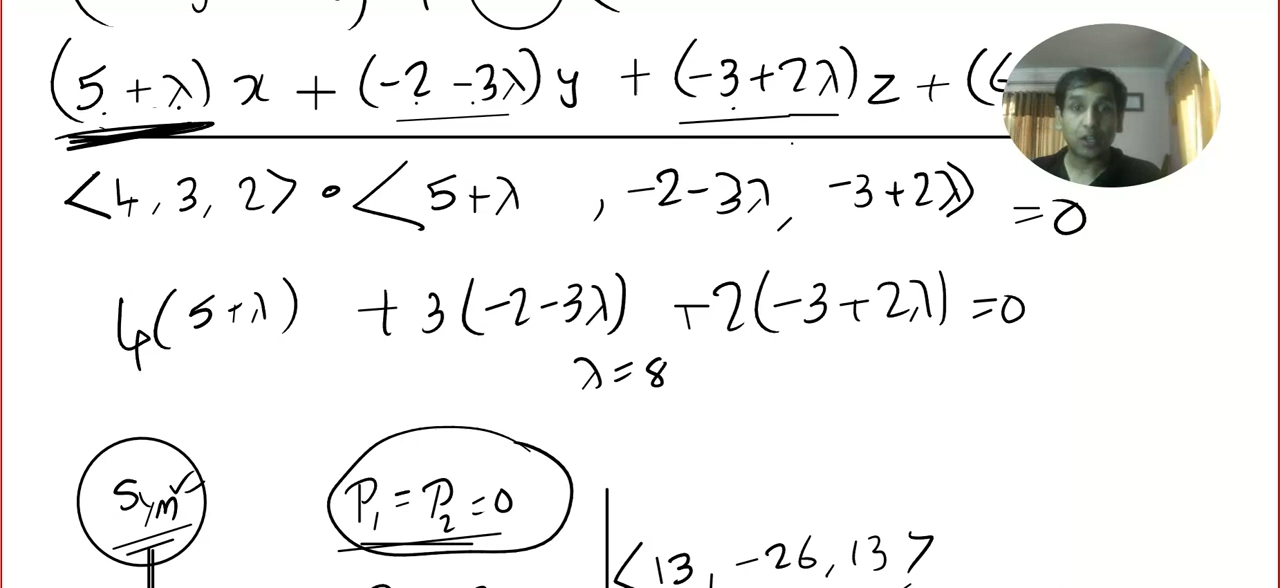 (5 + λ) x + (-2 -3λ) y + (-3+2λ) z + (
<4, 3, 2> • <5+λ , -2-3λ, -3+2λ> = 0
4(5+λ) + 3(-2-3λ) +2(-3+2λ) = 0
λ = 8
Sym P₁ = P₂ = 0
<13, -26, 13>